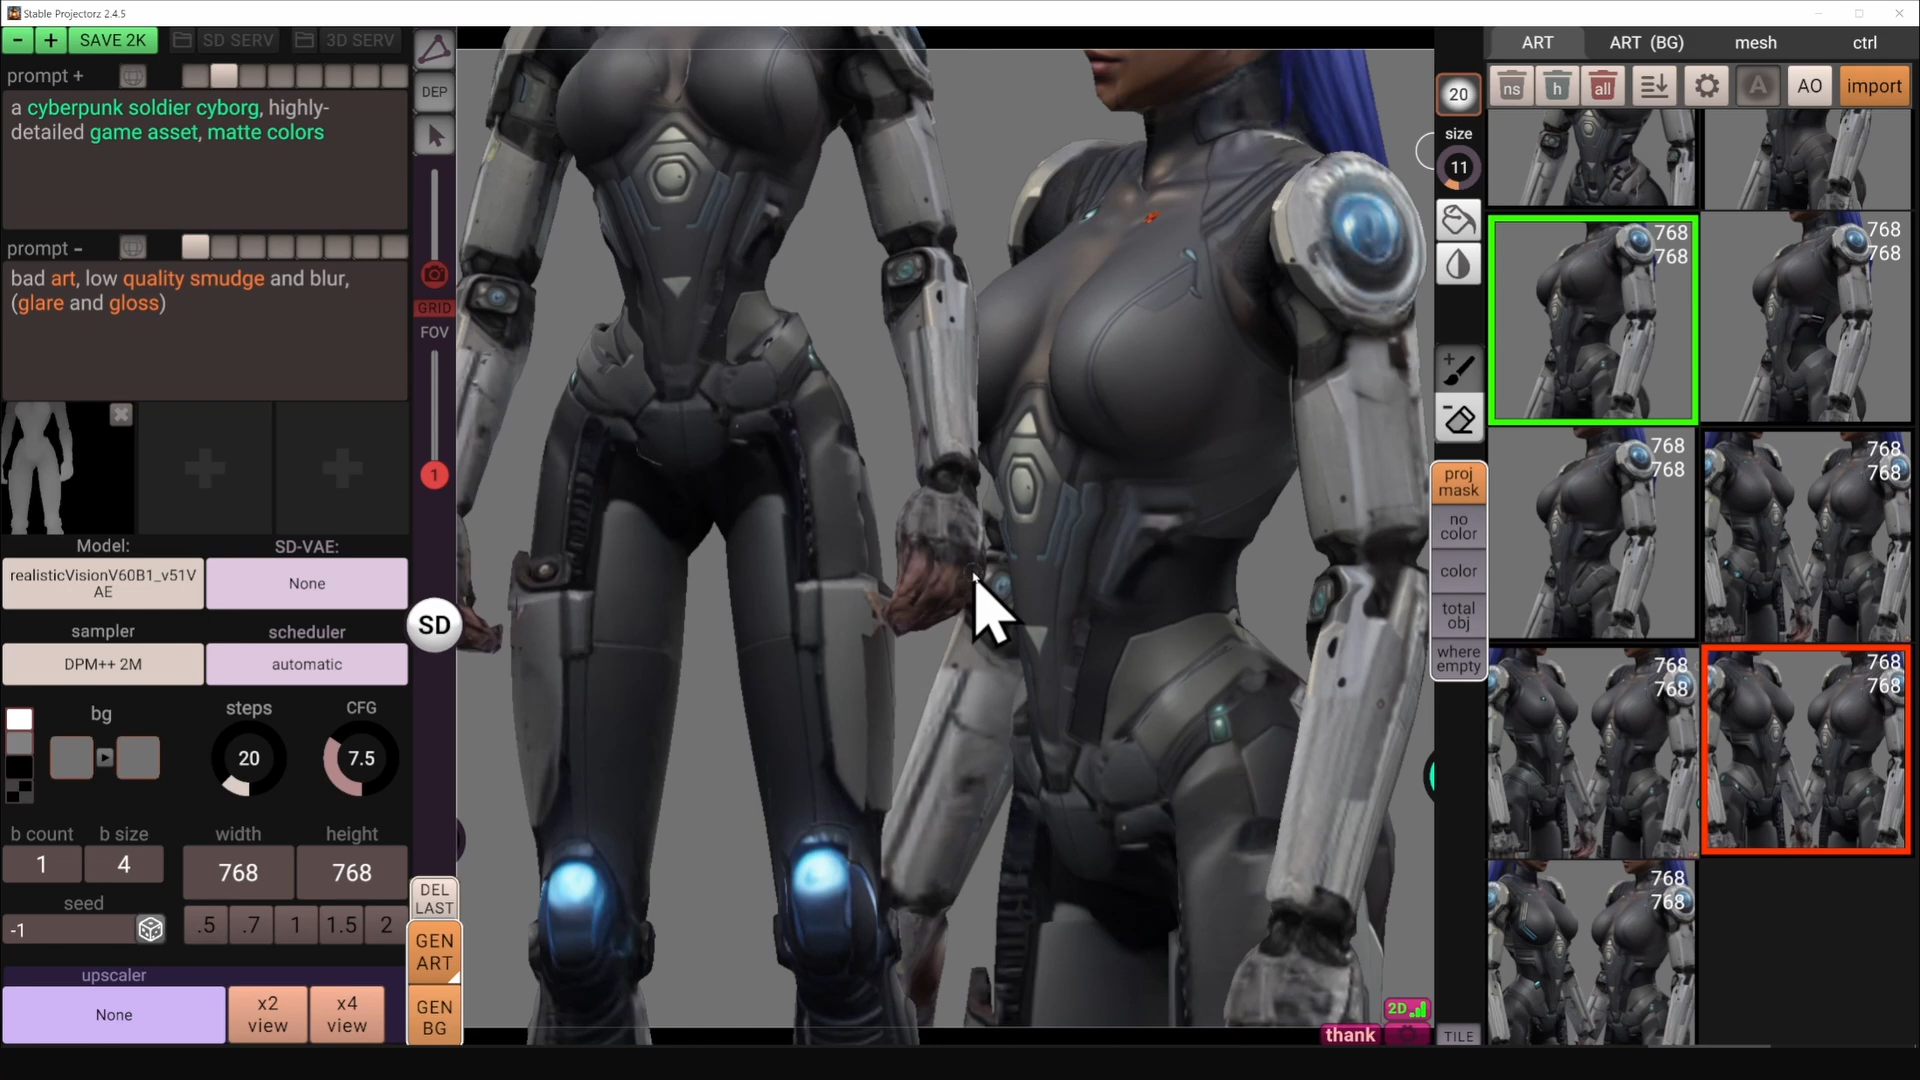 Stable Projectorz 2.4.5
- + SAVE 2K SD SERV 3D SERV
prompt +
a cyberpunk soldier cyborg, highly-
detailed game asset, matte colors
prompt -
bad art, low quality smudge and blur,
(glare and gloss)
Model: SD-VAE:
realisticVisionV60B1_v51V
AE
None
sampler scheduler
DPM++ 2M automatic
bg steps CFG
20 7.5
b count b size width height
1 4 768 768
seed
-1
.5 .7 1 1.5 2
upscaler
None
x2
view
x4
view
DEP
GRID
FOV
1
SD
DEL
LAST
GEN
ART
GEN
BG
2D
thank
20
size
11
proj
mask
no
color
color
total
obj
where
empty
TILE
ART ART (BG) mesh ctrl
ns h all A AO import
768
768
768
768
768
768
768
768
768
768
768
768
768
768